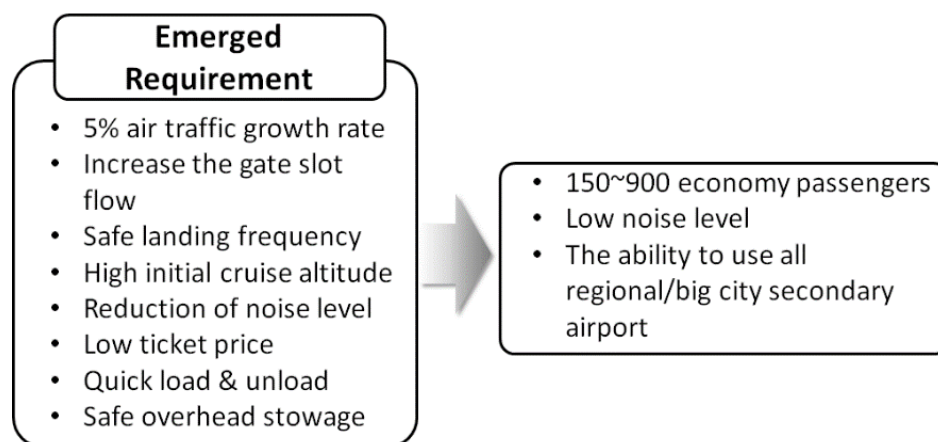 Emerged
Requirement
• 5% air traffic growth rate
• Increase the gate slot
flow
• Safe landing frequency
• High initial cruise altitude
• Reduction of noise level
• Low ticket price
• Quick load & unload
• Safe overhead stowage
• 150~900 economy passengers
• Low noise level
• The ability to use all
regional/big city secondary
airport